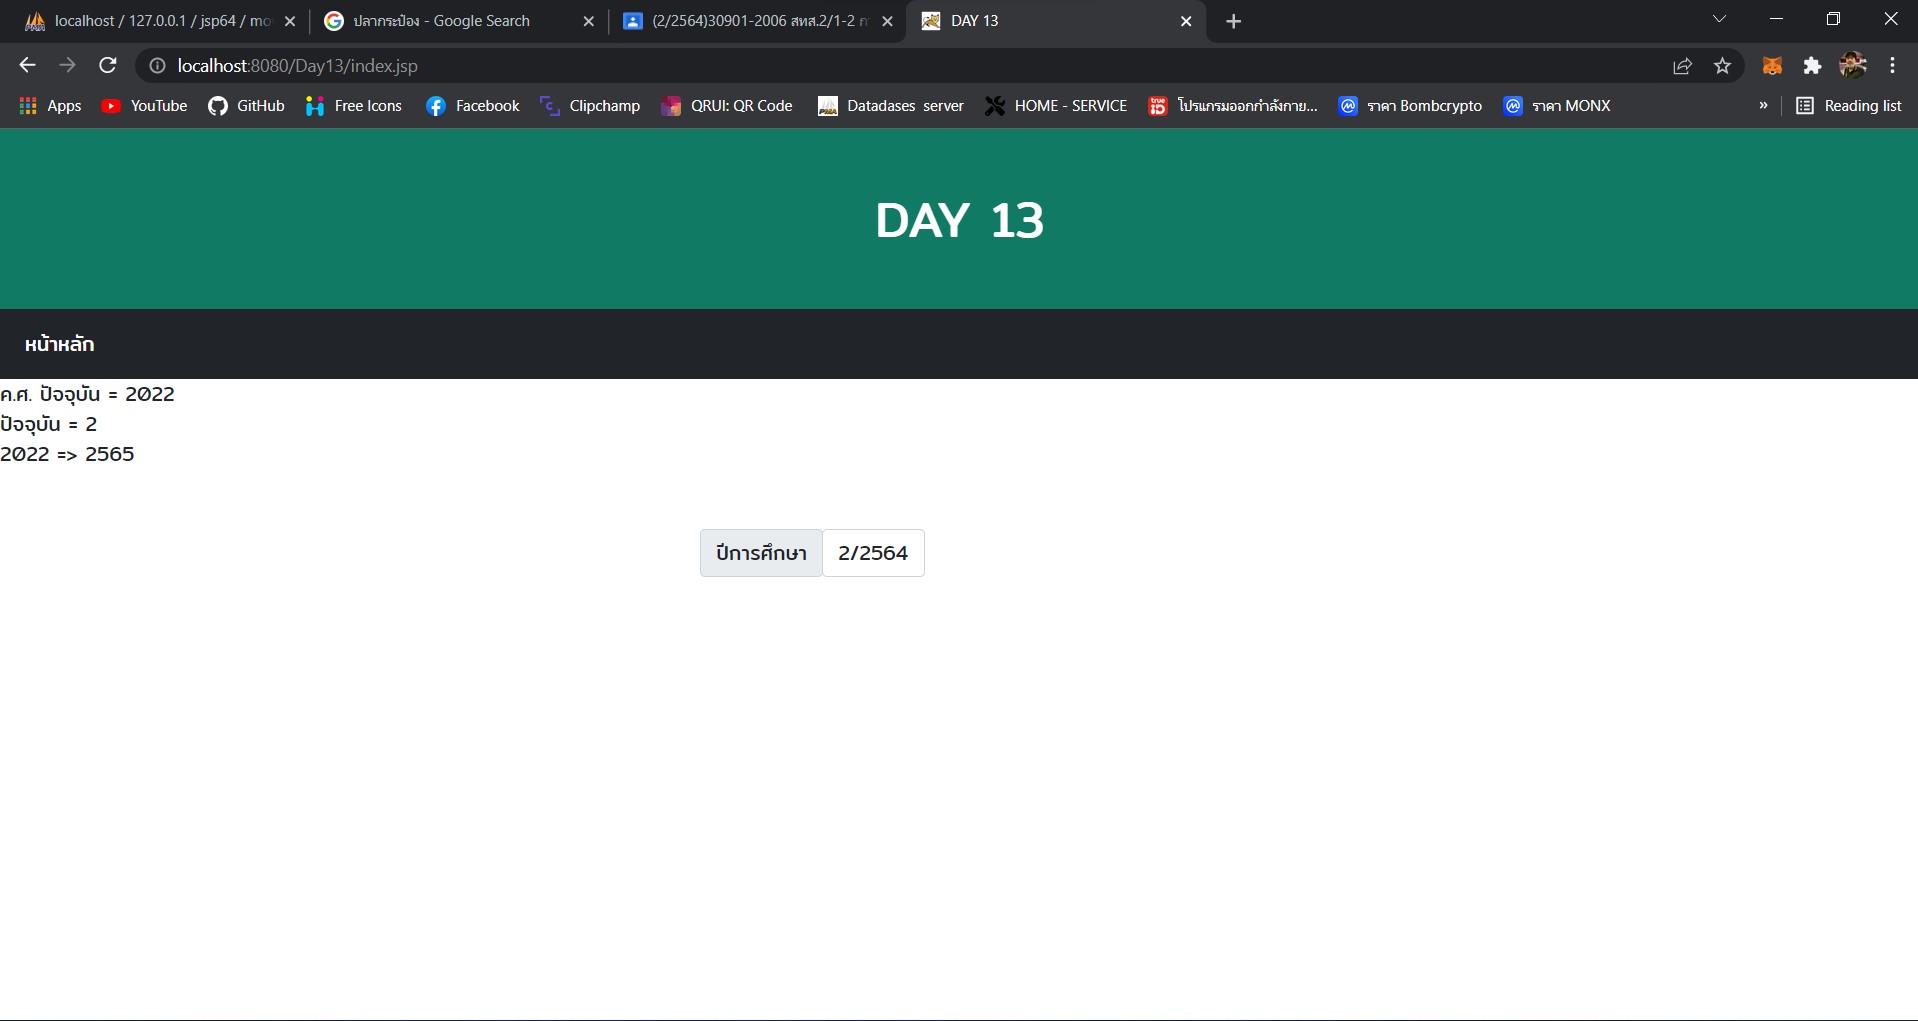 localhost / 127.0.0.1 / jsp64 / mo
ปลากระป๋อง - Google Search
(2/2564)30901-2006 สทส.2/1-2 ก
DAY 13
localhost:8080/Day13/index.jsp
Apps
YouTube
GitHub
Free Icons
Facebook
Clipchamp
QRUI: QR Code
Datadases server
HOME - SERVICE
โปรแกรมออกกำลังกาย...
ราคา Bombcrypto
ราคา MONX
»
Reading list
DAY 13
หน้าหลัก
ค.ศ. ปัจจุบัน = 2022
ปัจจุบัน = 2
2022 => 2565
ปีการศึกษา 2/2564